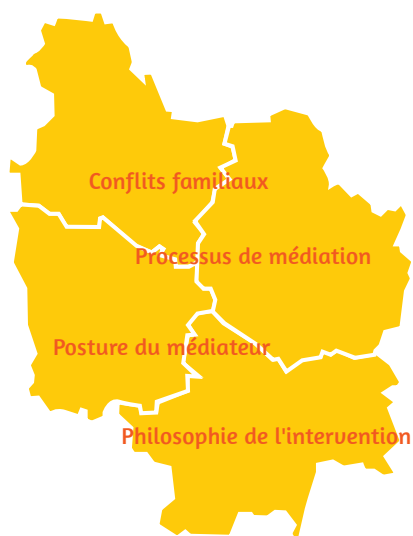 Conflits familiaux
Processus de médiation
Posture du médiateur
Philosophie de l'intervention